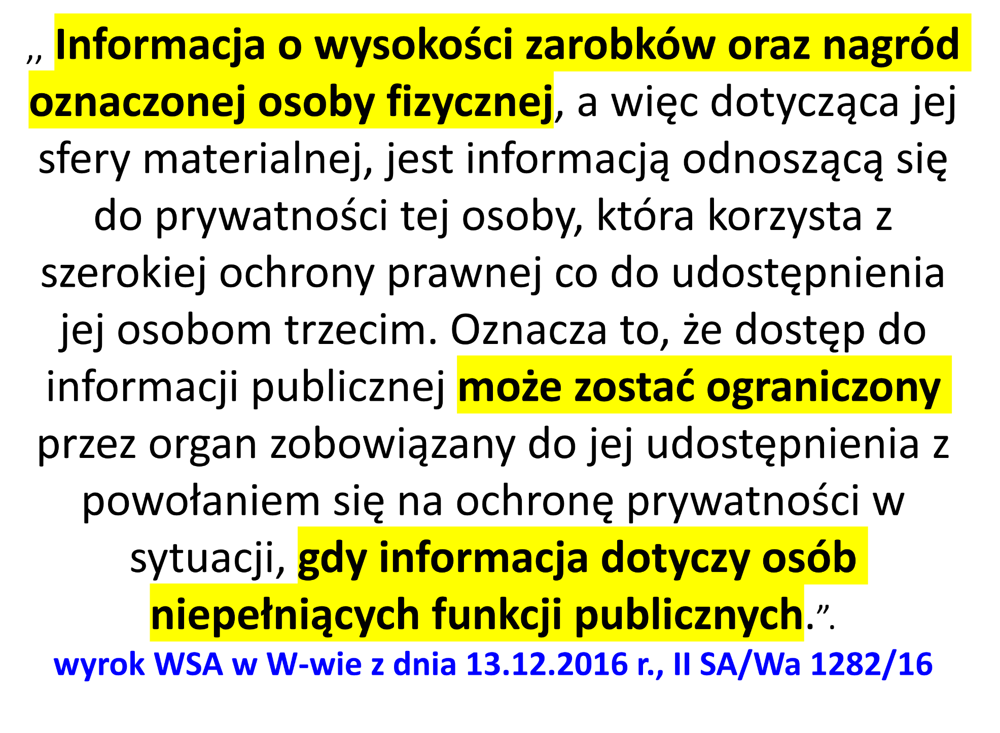 ,, Informacja o wysokości zarobków oraz nagród
oznaczonej osoby fizycznej, a więc dotycząca jej
sfery materialnej, jest informacją odnoszącą się
do prywatności tej osoby, która korzysta z
szerokiej ochrony prawnej co do udostępnienia
jej osobom trzecim. Oznacza to, że dostęp do
informacji publicznej może zostać ograniczony
przez organ zobowiązany do jej udostępnienia z
powołaniem się na ochronę prywatności w
sytuacji, gdy informacja dotyczy osób
niepełniących funkcji publicznych.”.
wyrok WSA w W-wie z dnia 13.12.2016 r., II SA/Wa 1282/16